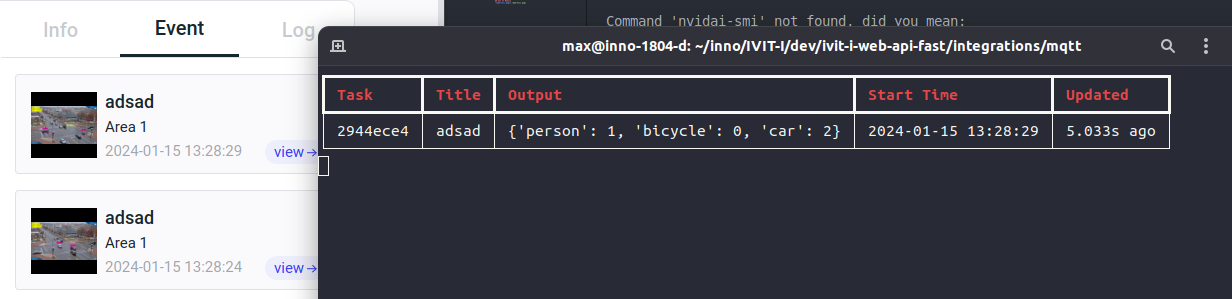 Info Event Log
adsad
Area 1
2024-01-15 13:28:29 view→
adsad
Area 1
2024-01-15 13:28:24 view→
Command 'nvidai-smi' not found, did you mean:
max@inno-1804-d: ~/inno/IVIT-I/dev/ivit-i-web-api-fast/integrations/mqtt
Task Title Output Start Time Updated
2944ece4 adsad {'person': 1, 'bicycle': 0, 'car': 2} 2024-01-15 13:28:29 5.033s ago